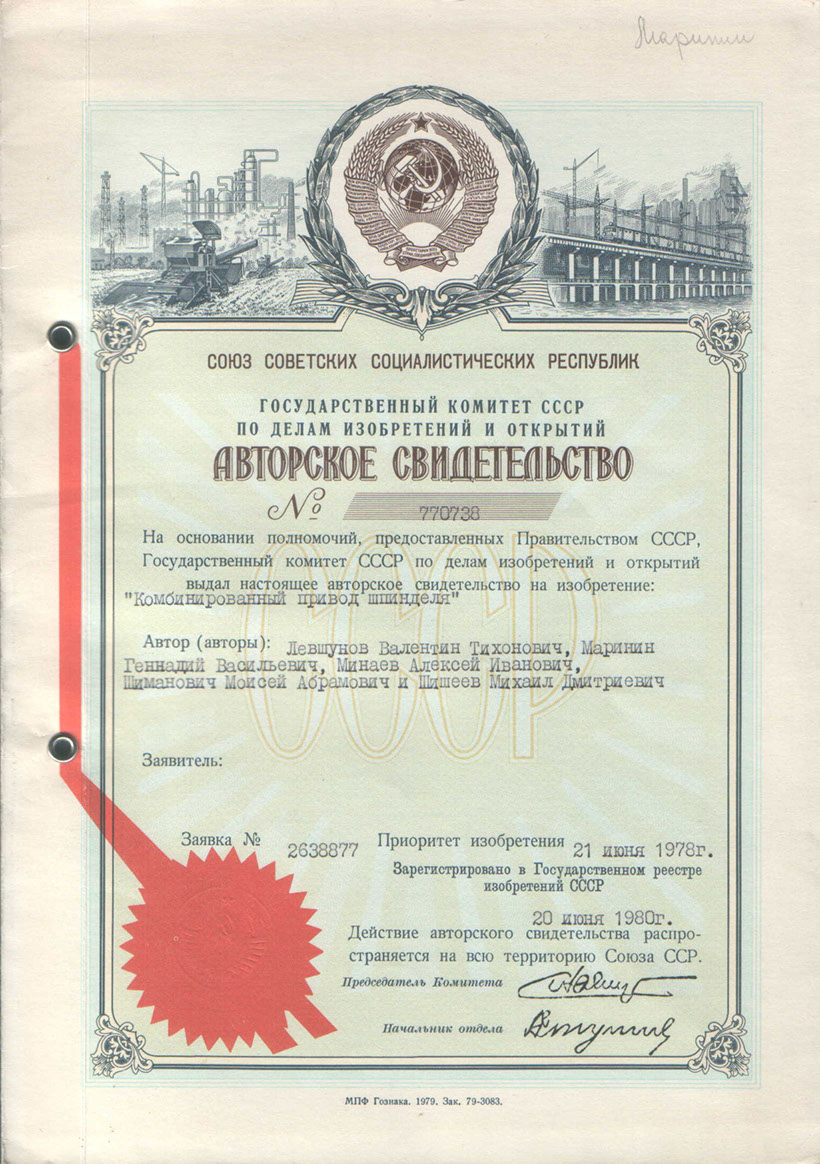 Маринин
СОЮЗ СОВЕТСКИХ СОЦИАЛИСТИЧЕСКИХ РЕСПУБЛИК
ГОСУДАРСТВЕННЫЙ КОМИТЕТ СССР
ПО ДЕЛАМ ИЗОБРЕТЕНИЙ И ОТКРЫТИЙ
АВТОРСКОЕ СВИДЕТЕЛЬСТВО
№ 770738
На основании полномочий, предоставленных Правительством СССР,
Государственный комитет СССР по делам изобретений и открытий
выдал настоящее авторское свидетельство на изобретение:
"Комбинированный привод шпинделя"
СССР
Автор (авторы): Левшунов Валентин Тихонович, Маринин
Геннадий Васильевич, Минаев Алексей Иванович,
Шиманович Моисей Абрамович и Шишеев Михаил Дмитриевич
Заявитель:
Заявка № 2638877 Приоритет изобретения 21 июня 1978г.
Зарегистрировано в Государственном реестре
изобретений СССР
20 июня 1980г.
Действие авторского свидетельства распро-
страняется на всю территорию Союза ССР.
Председатель Комитета
Начальник отдела
МПФ Гознака. 1979. Зак. 79-3083.